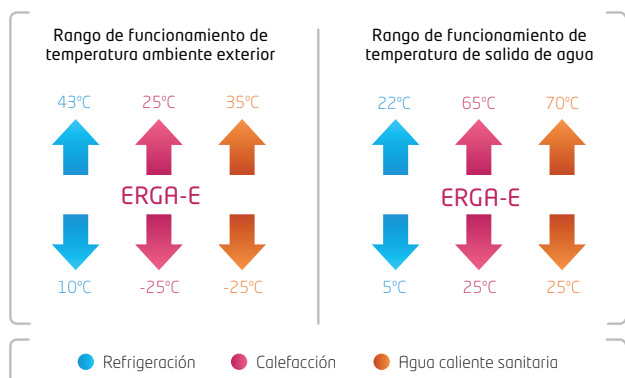 Rango de funcionamiento de
temperatura ambiente exterior
43°C 25°C 35°C
ERGA-E
10°C -25°C -25°C
Rango de funcionamiento de
temperatura de salida de agua
22°C 65°C 70°C
ERGA-E
5°C 25°C 25°C
Refrigeración Calefacción Agua caliente sanitaria